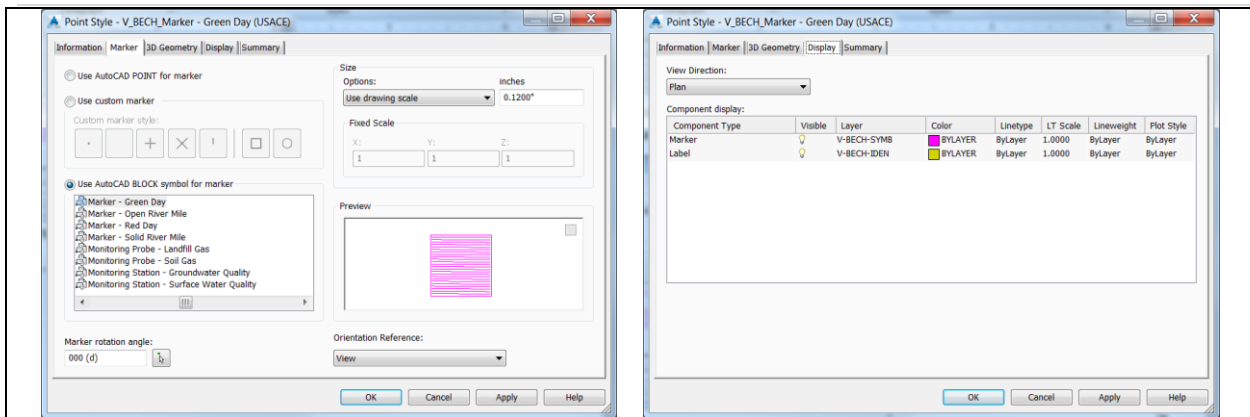 Point Style - V_BECH_Marker - Green Day (USACE)
Information Marker 3D Geometry Display Summary
Use AutoCAD POINT for marker
Use custom marker
Custom marker style:
Use AutoCAD BLOCK symbol for marker
Marker - Green Day
Marker - Open River Mile
Marker - Red Day
Marker - Solid River Mile
Monitoring Probe - Landfill Gas
Monitoring Probe - Soil Gas
Monitoring Station - Groundwater Quality
Monitoring Station - Surface Water Quality
Marker rotation angle:
000 (d)
Size
Options: inches
Use drawing scale 0.1200"
Fixed Scale
X: Y: Z:
1 1 1
Preview
Orientation Reference:
View
OK Cancel Apply Help
Point Style - V_BECH_Marker - Green Day (USACE)
Information Marker 3D Geometry Display Summary
View Direction:
Plan
Component display:
Component Type Visible Layer Color Linetype LT Scale Lineweight Plot Style
Marker V-BECH-SYMB BYLAYER ByLayer 1.0000 ByLayer ByLayer
Label V-BECH-IDEN BYLAYER ByLayer 1.0000 ByLayer ByLayer
OK Cancel Apply Help